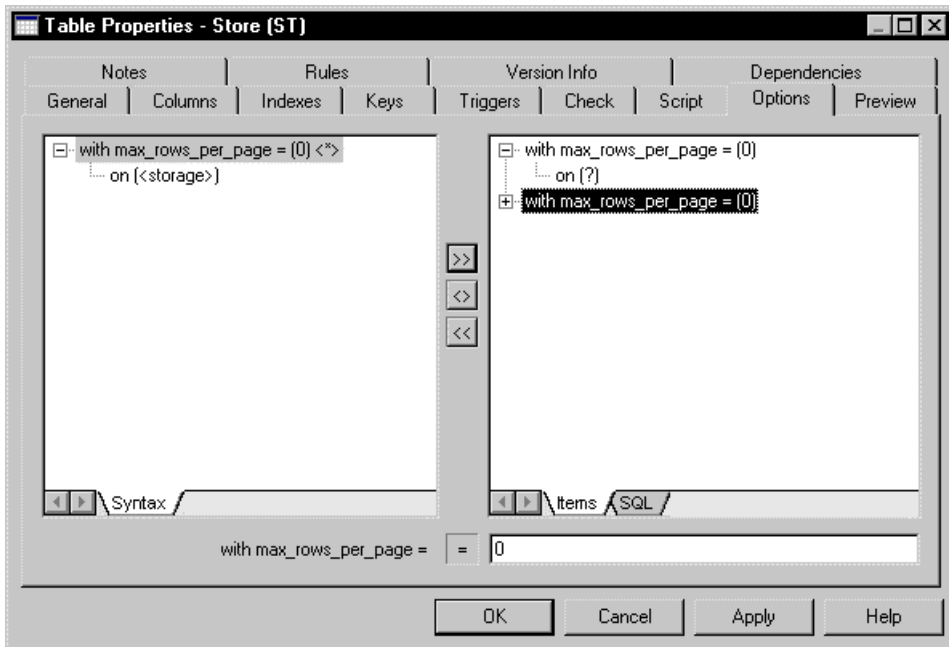 Table Properties - Store (ST)
Notes Rules Version Info Dependencies
General Columns Indexes Keys Triggers Check Script Options Preview
with max_rows_per_page = (0) <*>
on (<storage>)
with max_rows_per_page = (0)
on (?)
with max_rows_per_page = (0)
>>
<>
<<
Syntax
Items SQL
with max_rows_per_page = = 0
OK Cancel Apply Help